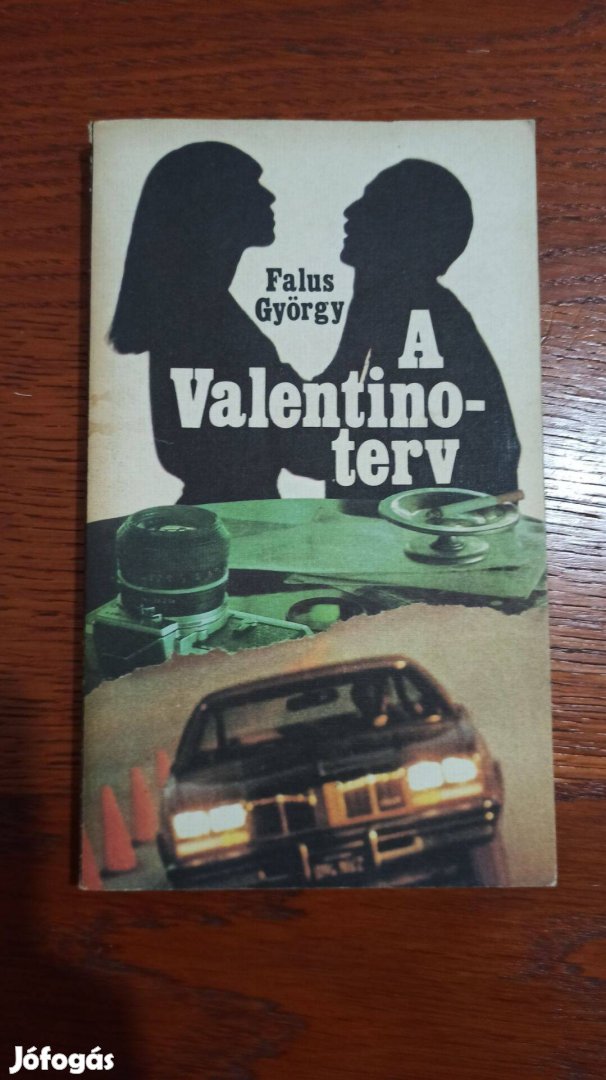 Falus
György
A
Valentino-
terv
Jófogás